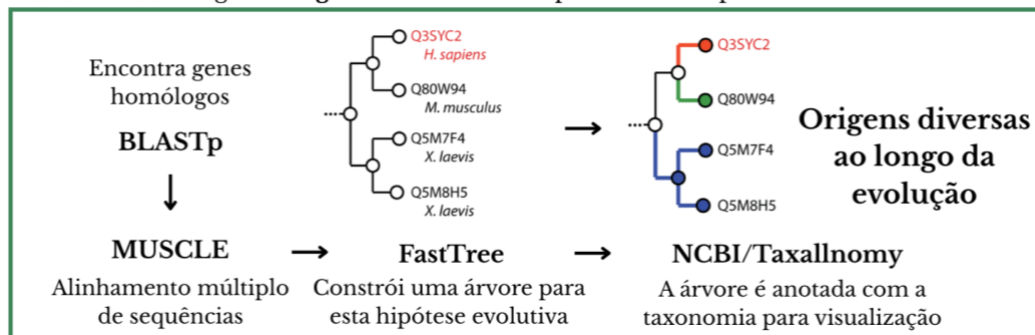 Encontra genes
homólogos
BLASTp
MUSCLE
Alinhamento múltiplo
de sequências
Q3SYC2
H. sapiens
Q80W94
M. musculus
Q5M7F4
X. laevis
Q5M8H5
X. laevis
FastTree
Constrói uma árvore para
esta hipótese evolutiva
Q3SYC2
Q80W94
Q5M7F4
Q5M8H5
NCBI/Taxallnomy
A árvore é anotada com a
taxonomia para visualização
Origens diversas
ao longo da
evolução